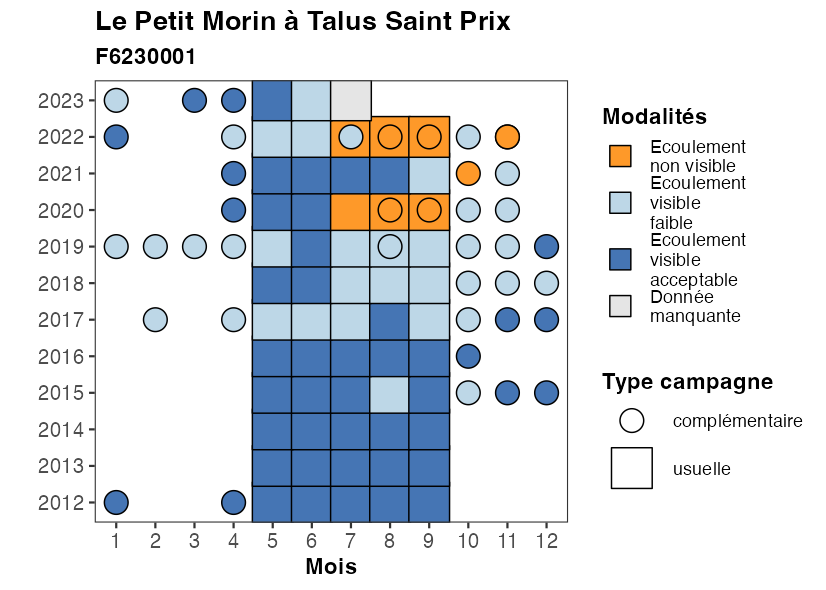 Le Petit Morin à Talus Saint Prix
F6230001
2023
2022
2021
2020
2019
2018
2017
2016
2015
2014
2013
2012
1 2 3 4 5 6 7 8 9 10 11 12
Mois
Modalités
Ecoulement
non visible
Ecoulement
visible
faible
Ecoulement
visible
acceptable
Donnée
manquante
Type campagne
complémentaire
usuelle